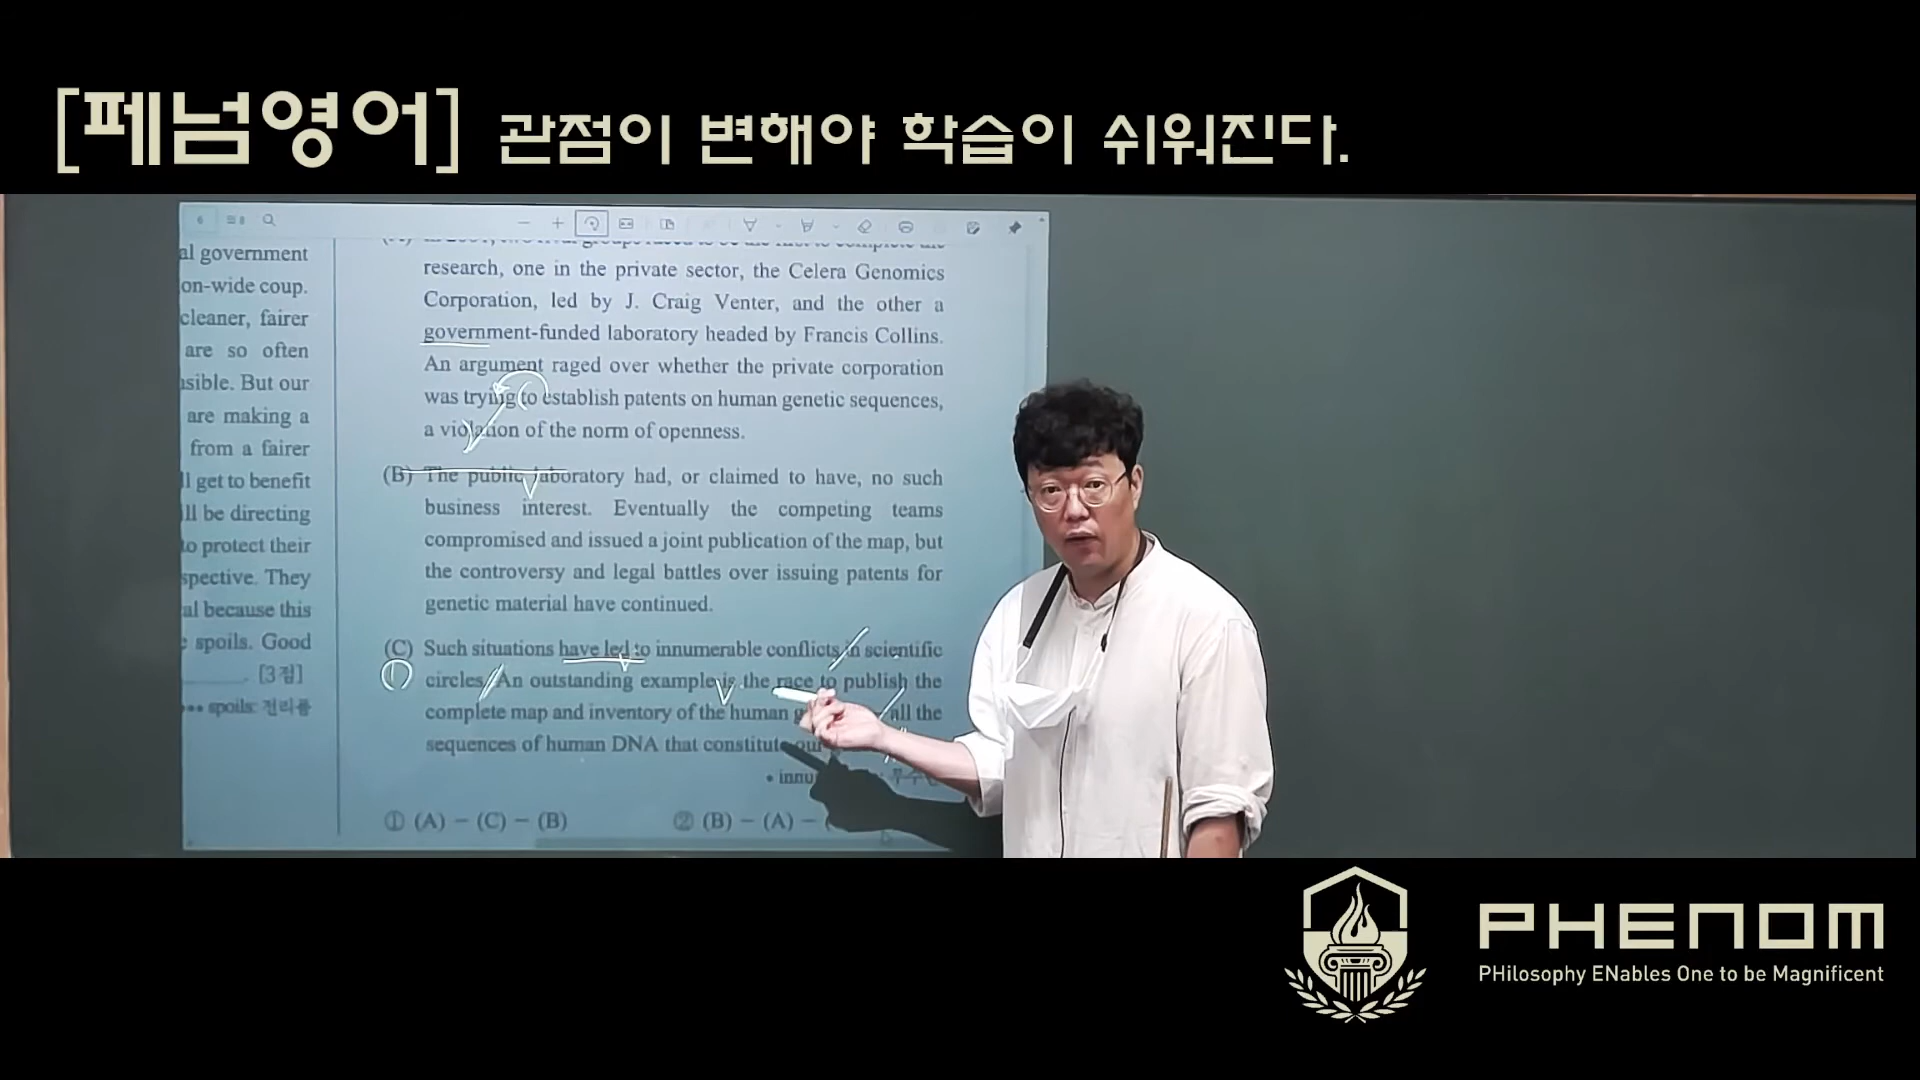 [페넘영어] 관점이 변해야 학습이 쉬워진다.
6
al government
on-wide coup.
cleaner, fairer
are so often
nsible. But our
are making a
from a fairer
ll get to benefit
ill be directing
to protect their
spective. They
al because this
spoils. Good
[3점]
spoils: 전리품
research, one in the private sector, the Celera Genomics
Corporation, led by J. Craig Venter, and the other a
government-funded laboratory headed by Francis Collins.
An argument raged over whether the private corporation
was trying to establish patents on human genetic sequences,
a violation of the norm of openness.
(B) The public laboratory had, or claimed to have, no such
business interest. Eventually the competing teams
compromised and issued a joint publication of the map, but
the controversy and legal battles over issuing patents for
genetic material have continued.
(C) Such situations have led to innumerable conflicts in scientific
① circles. An outstanding example is the race to publish the
complete map and inventory of the human all the
sequences of human DNA that constitute our
* innu
① (A) - (C) - (B) ② (B) - (A) - (
PHENOM
PHilosophy ENables One to be Magnificent